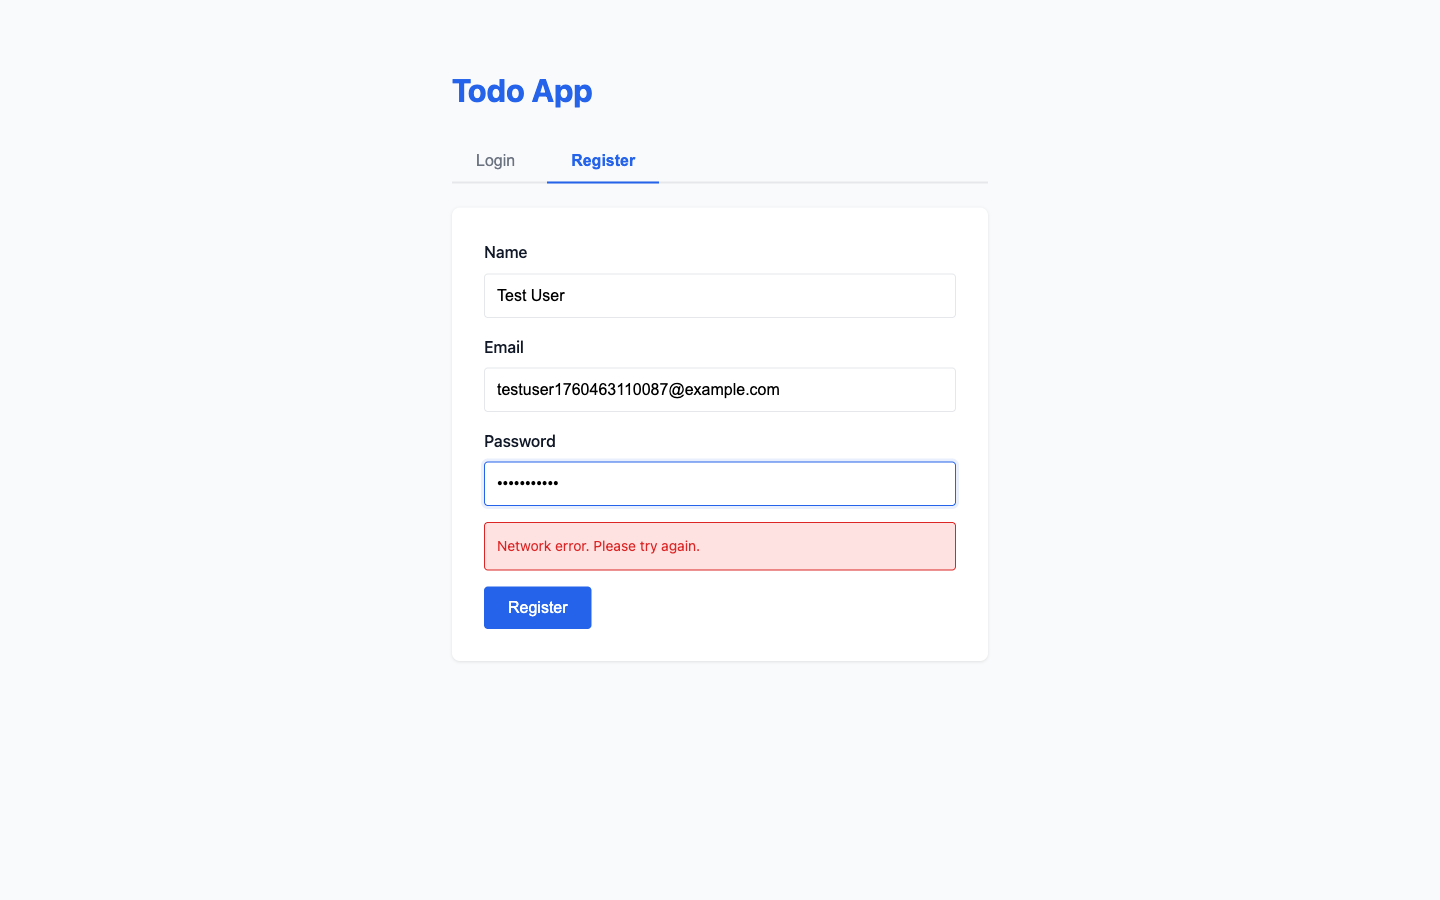 Todo App
Login Register
Name
Test User
Email
testuser1760463110087@example.com
Password
•••••••••••
Network error. Please try again.
Register